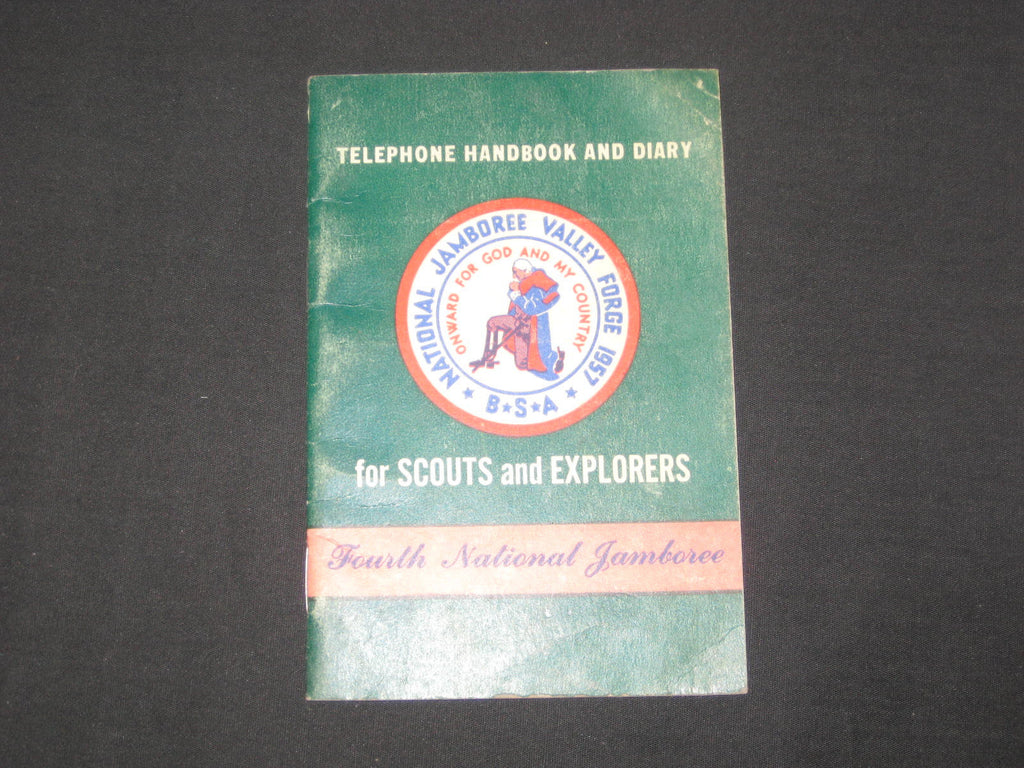 TELEPHONE HANDBOOK AND DIARY
NATIONAL JAMBOREE VALLEY FORGE 1957
ONWARD FOR GOD AND MY COUNTRY
★ B★S★A ★
for SCOUTS and EXPLORERS
Fourth National Jamboree